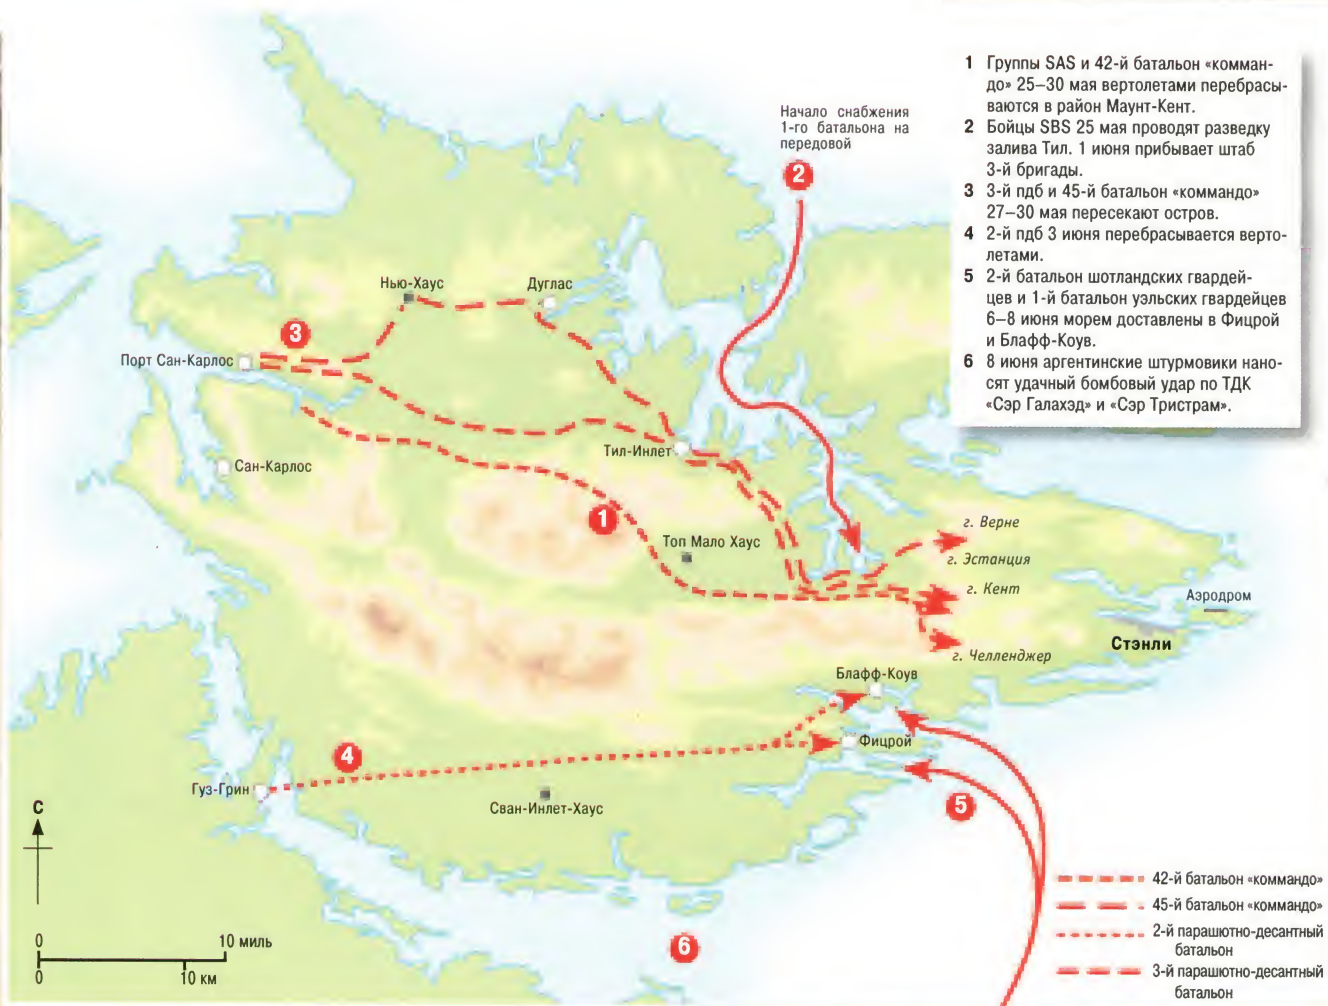 1 Группы SAS и 42-й батальон «комман-
до» 25–30 мая вертолетами перебрасы-
ваются в район Маунт-Кент.
2 Бойцы SBS 25 мая проводят разведку
залива Тил. 1 июня прибывает штаб
3-й бригады.
3 3-й пдб и 45-й батальон «коммандо»
27–30 мая пересекают остров.
4 2-й пдб 3 июня перебрасывается верто-
летами.
5 2-й батальон шотландских гвардей-
цев и 1-й батальон уэльских гвардейцев
6–8 июня морем доставлены в Фицрой
и Блафф-Коув.
6 8 июня аргентинские штурмовики нано-
сят удачный бомбовый удар по ТДК
«Сэр Галахэд» и «Сэр Тристрам».
Начало снабжения
1-го батальона на
передовой
2
Нью-Хаус
Дуглас
3
Порт Сан-Карлос
Тил-Инлет
Сан-Карлос
1
г. Верне
Топ Мало Хаус
г. Эстанция
г. Кент
Аэродром
Стэнли
г. Челленджер
Блафф-Коув
Фицрой
4
Гуз-Грин
Сван-Инлет-Хаус
5
С
6
0
10 миль
0
10 км
42-й батальон «коммандо»
45-й батальон «коммандо»
2-й парашютно-десантный
батальон
3-й парашютно-десантный
батальон